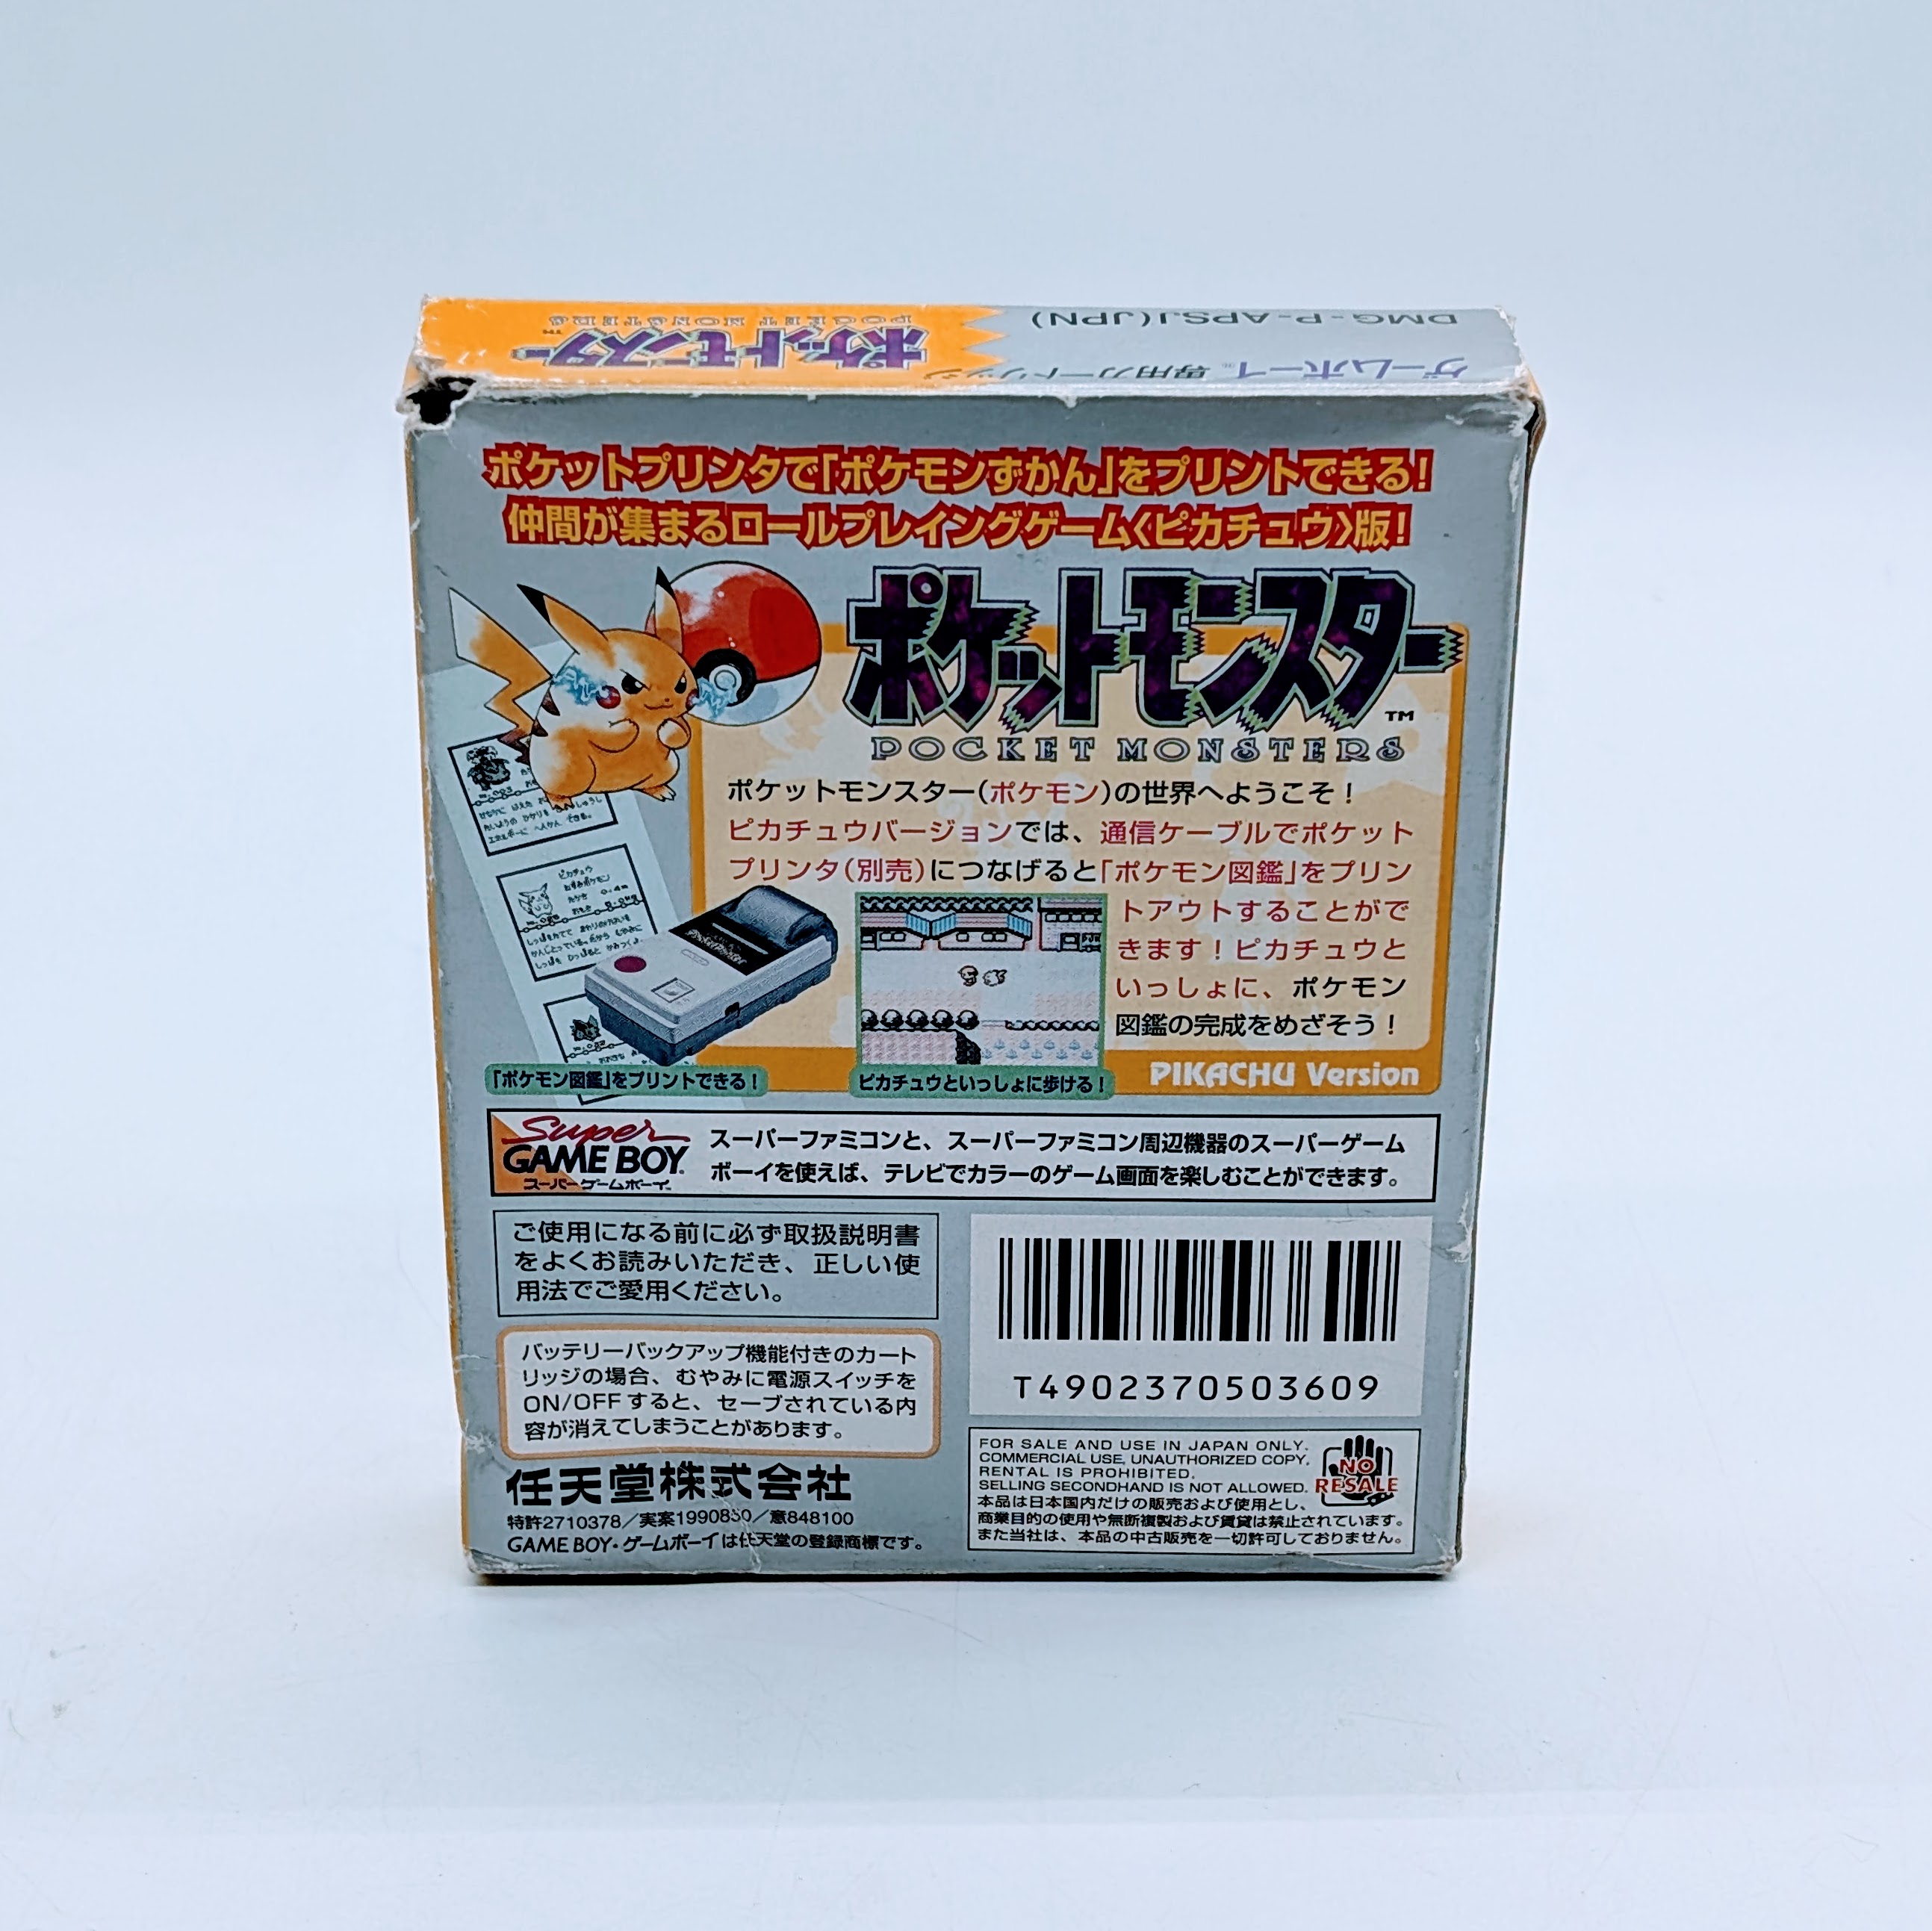 DMG-P-APSJ(JPN)
ゲームボーイ™専用カートリッジ
ポケットモンスター™
POCKET MONSTERS
ポケットプリンタで「ポケモンずかん」をプリントできる!
仲間が集まるロールプレイングゲーム〈ピカチュウ〉版!
ポケットモンスター™
POCKET MONSTERS
ポケットモンスター(ポケモン)の世界へようこそ!
ピカチュウバージョンでは、通信ケーブルでポケット
プリンタ(別売)につなげると「ポケモン図鑑」をプリン
トアウトすることがで
きます!ピカチュウと
いっしょに、ポケモン
図鑑の完成をめざそう!
ピカチュウ
「ポケモン図鑑」をプリントできる!
ピカチュウといっしょに歩ける!
PIKACHU Version
Super
GAME BOY
スーパーゲームボーイ™
スーパーファミコンと、スーパーファミコン周辺機器のスーパーゲーム
ボーイを使えば、テレビでカラーのゲーム画面を楽しむことができます。
ご使用になる前に必ず取扱説明書
をよくお読みいただき、正しい使
用法でご愛用ください。
バッテリーバックアップ機能付きのカート
リッジの場合、むやみに電源スイッチを
ON/OFFすると、セーブされている内
容が消えてしまうことがあります。
T4902370503609
任天堂株式会社
特許2710378/実案1990850/意848100
GAME BOY・ゲームボーイは任天堂の登録商標です。
FOR SALE AND USE IN JAPAN ONLY.
COMMERCIAL USE, UNAUTHORIZED COPY,
RENTAL IS PROHIBITED.
SELLING SECONDHAND IS NOT ALLOWED.
NO
RESALE
本品は日本国内だけの販売および使用とし、
商業目的の使用や無断複製および賃貸は禁止されています。
また当社は、本品の中古販売を一切許可しておりません。